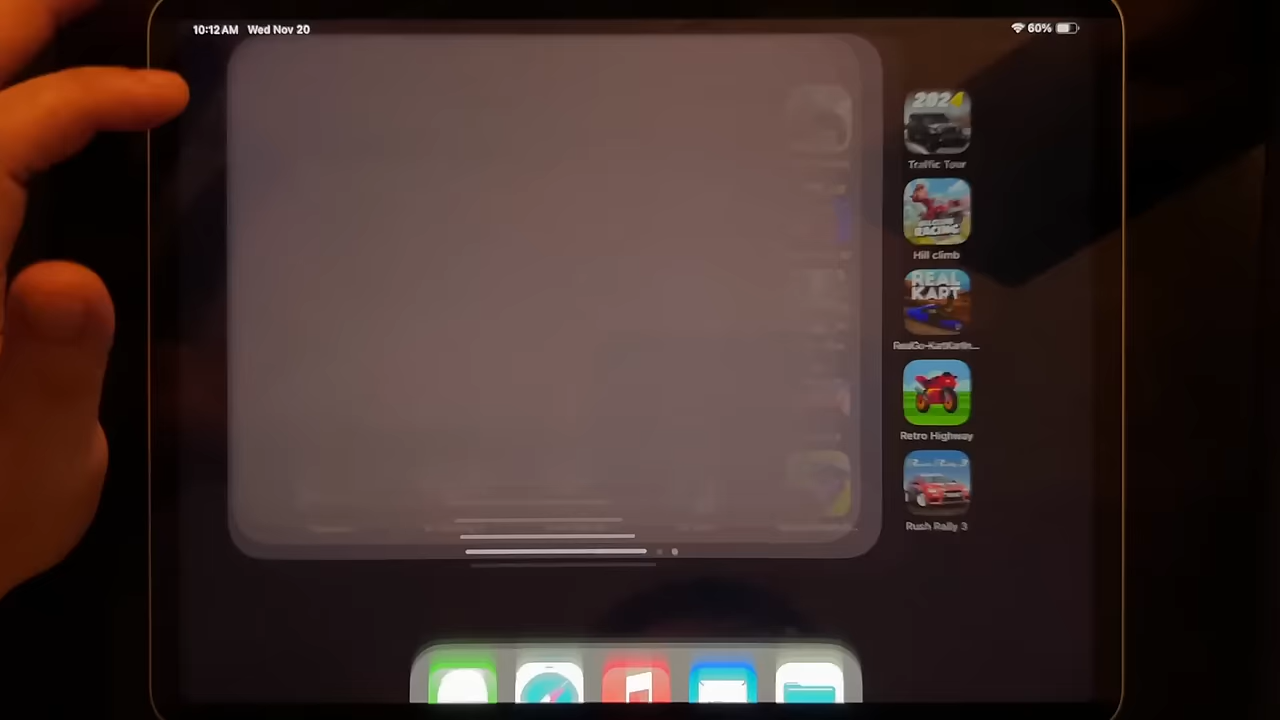 10:12 AM Wed Nov 20
60%
2024
Traffic Tour
RACING
Hill climb
REAL
KART
Retro Highway
Rush Rally 3